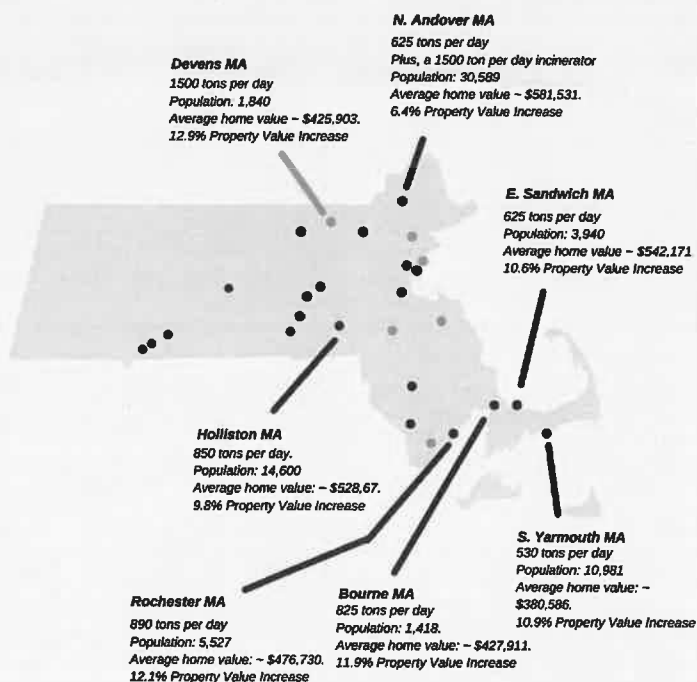 N. Andover MA
625 tons per day
Plus, a 1500 ton per day incinerator
Population: 30,589
Average home value ~ $581,531.
6.4% Property Value Increase
Devens MA
1500 tons per day
Population. 1,840
Average home value ~ $425,903.
12.9% Property Value Increase
E. Sandwich MA
625 tons per day
Population: 3,940
Average home value ~ $542,171
10.6% Property Value Increase
Holliston MA
850 tons per day.
Population: 14,600
Average home value: ~ $528,67.
9.8% Property Value Increase
S. Yarmouth MA
530 tons per day
Population: 10,981
Average home value: ~
$380,586.
10.9% Property Value Increase
Rochester MA
890 tons per day
Population: 5,527
Average home value: ~ $476,730.
12.1% Property Value Increase
Bourne MA
825 tons per day
Population: 1,418.
Average home value: ~ $427,911.
11.9% Property Value Increase